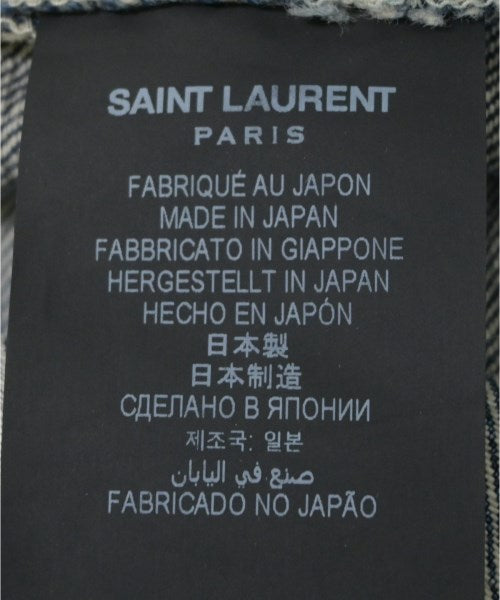 SAINT LAURENT
PARIS
FABRIQUÉ AU JAPON
MADE IN JAPAN
FABBRICATO IN GIAPPONE
HERGESTELLT IN JAPAN
HECHO EN JAPÓN
日本製
日本制造
СДЕЛАНО В ЯПОНИИ
제조국: 일본
صنع في اليابان
FABRICADO NO JAPÃO